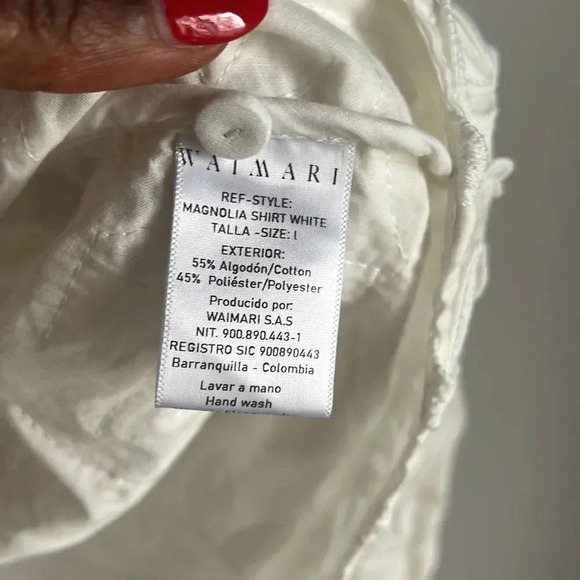 WAIMARI
REF-STYLE:
MAGNOLIA SHIRT WHITE
TALLA -SIZE: L
EXTERIOR:
55% Algodón/Cotton
45% Poliéster/Polyester
Producido por:
WAIMARI S.A.S
NIT. 900.890.443-1
REGISTRO SIC 900890443
Barranquilla - Colombia
Lavar a mano
Hand wash